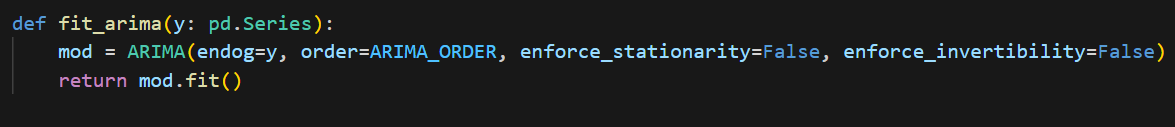 def fit_arima(y: pd.Series):
    mod = ARIMA(endog=y, order=ARIMA_ORDER, enforce_stationarity=False, enforce_invertibility=False)
    return mod.fit()